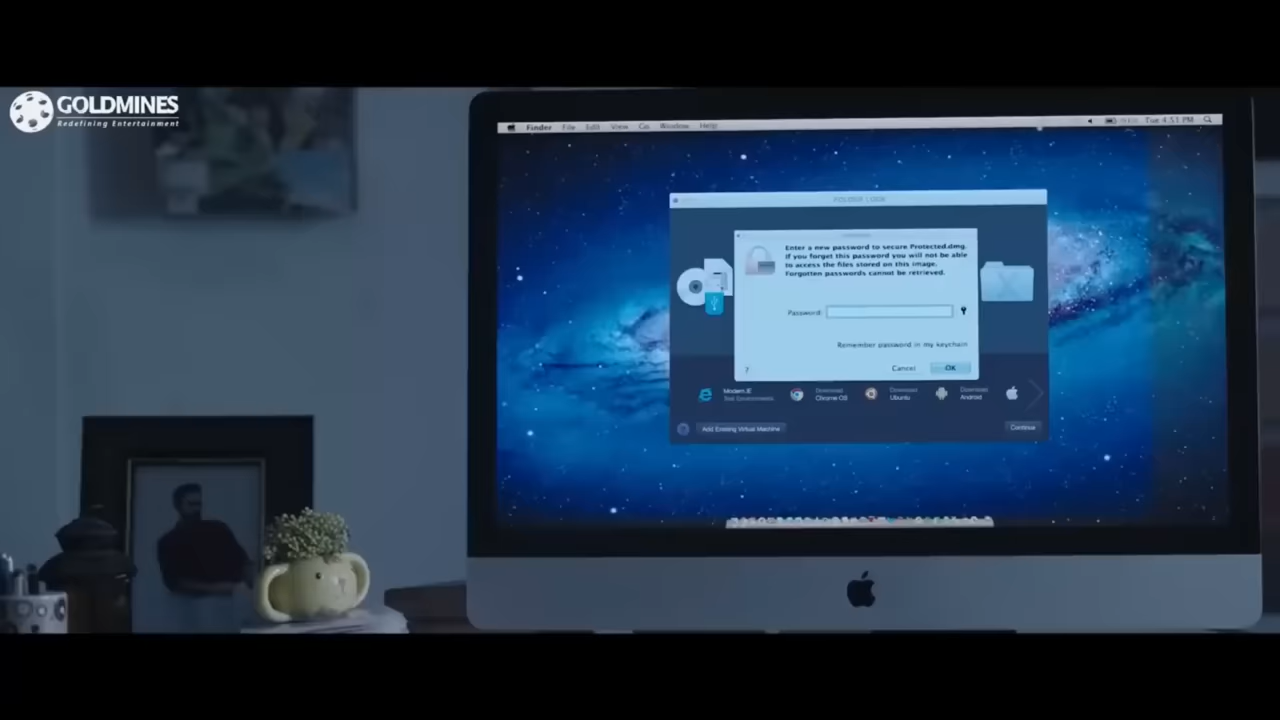 GOLDMINES
Redefining Entertainment
Finder File Edit View Go Window Help
Tue 4:51 PM
FOLDER LOCK
Enter a new password to secure Protected.dmg.
If you forget this password you will not be able
to access the files stored on this image.
Forgotten passwords cannot be retrieved.
Password:
Remember password in my keychain
?
Cancel
OK
Modern.IE
Test Environments
Download
Chrome OS
Download
Ubuntu
Download
Android
Add Existing Virtual Machine
Continue